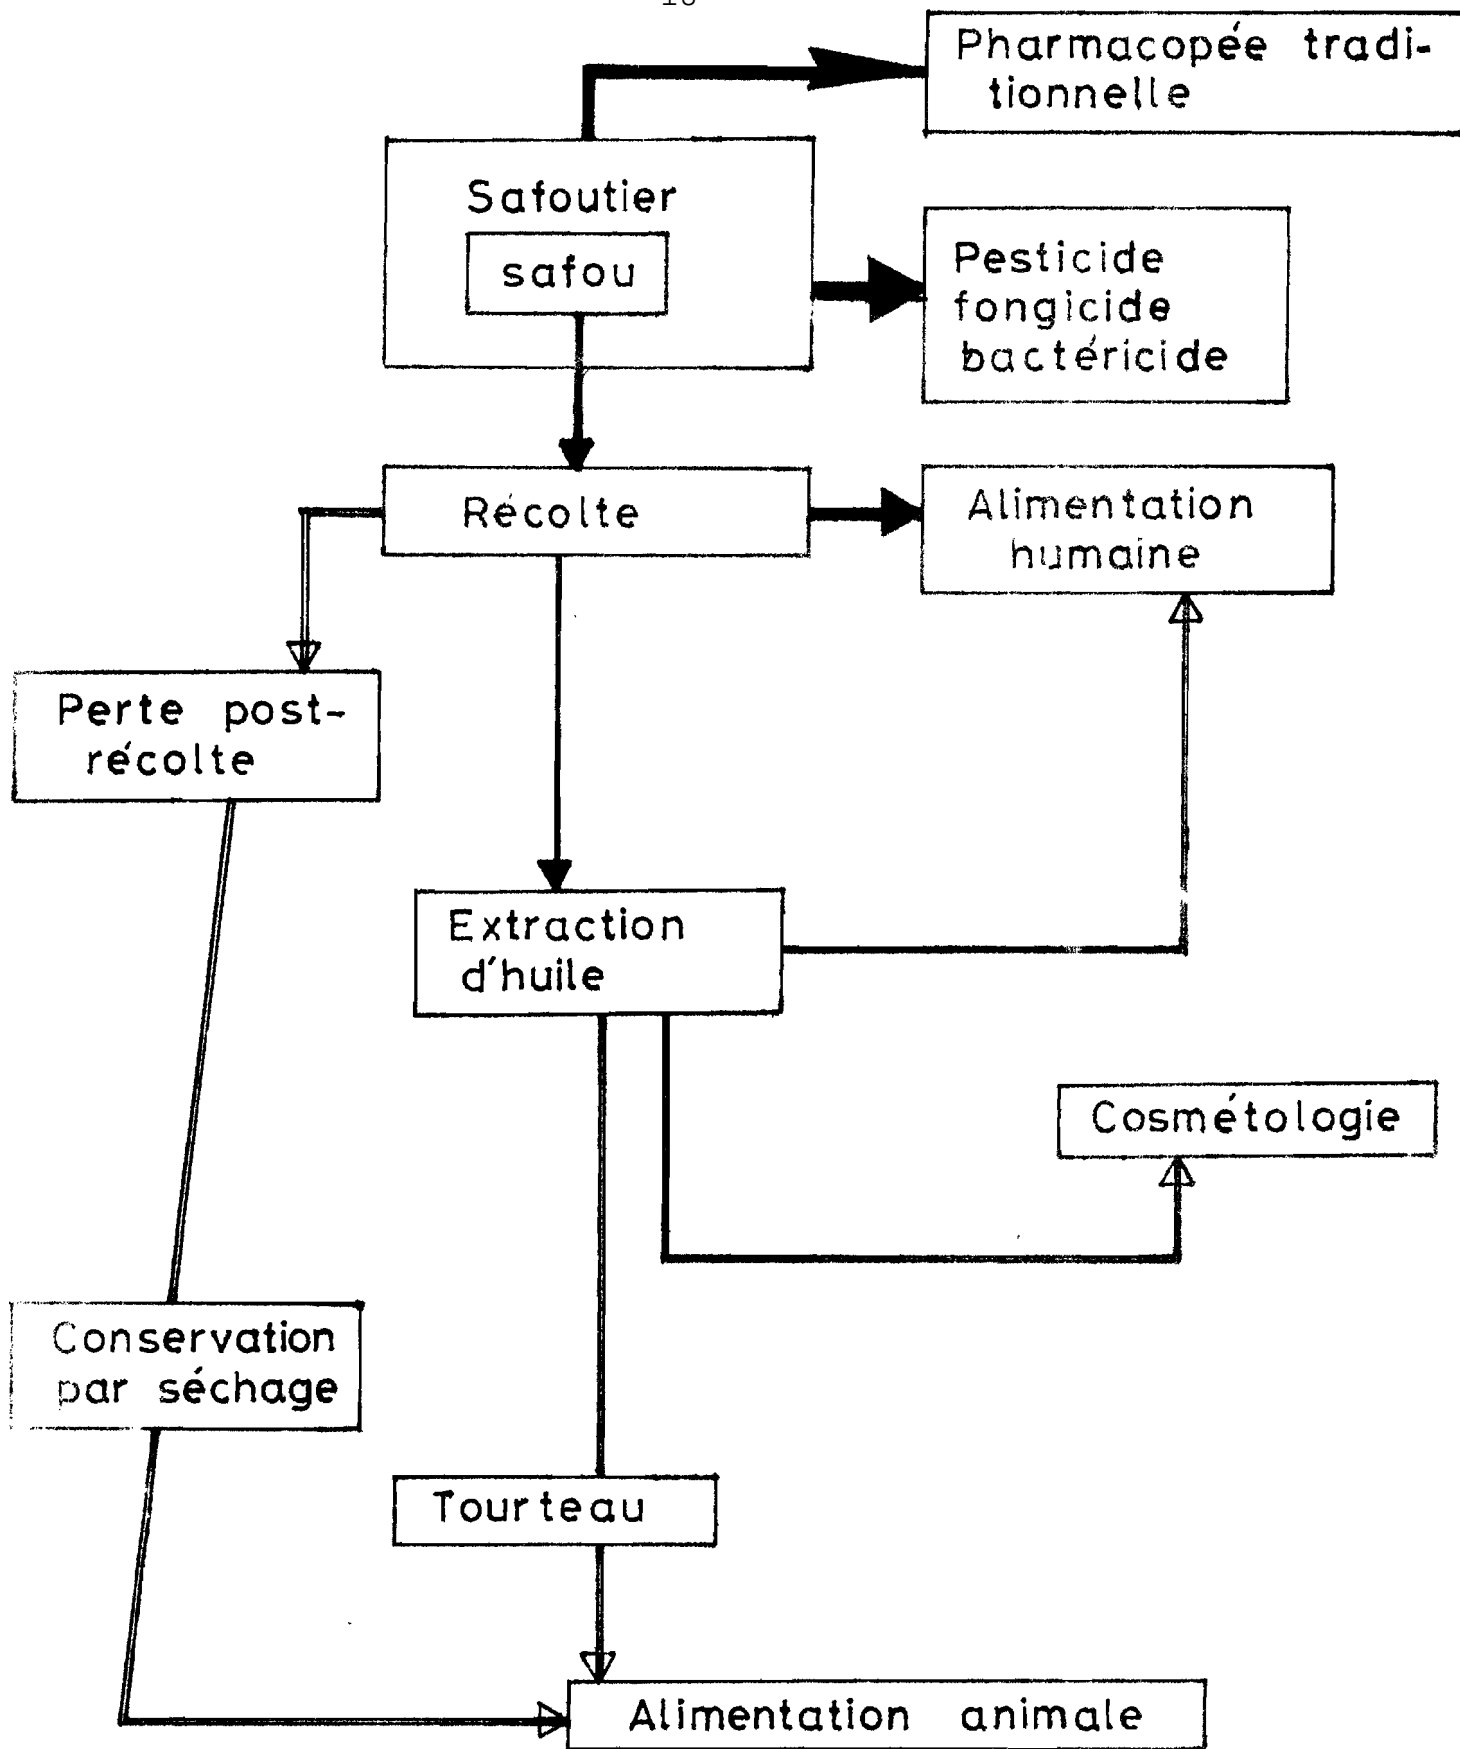 Pharmacopée tradi-
tionnelle
Safoutier
safou
Pesticide
fongicide
bactéricide
Récolte
Alimentation
humaine
Perte post-
récolte
Extraction
d'huile
Cosmétologie
Conservation
par séchage
Tourteau
Alimentation animale